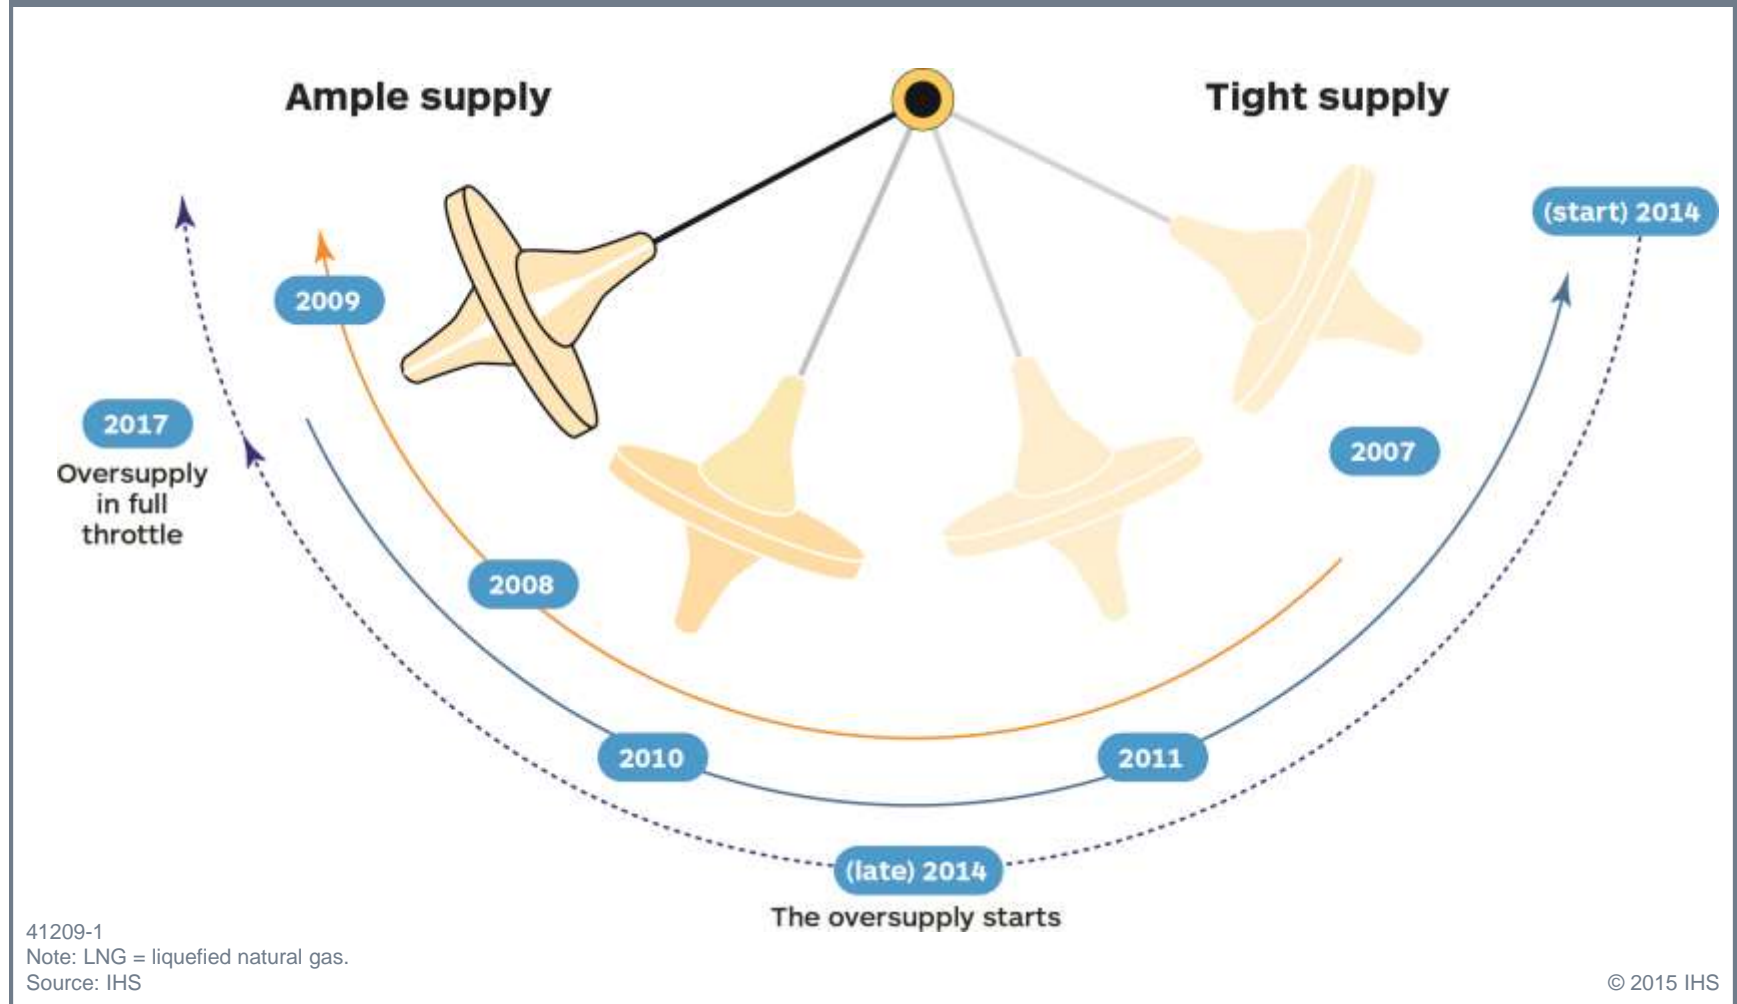 Ample supply
Tight supply
(start) 2014
2009
2017
Oversupply
in full
throttle
2007
2008
2010
2011
(late) 2014
The oversupply starts
41209-1
Note: LNG = liquefied natural gas.
Source: IHS
© 2015 IHS